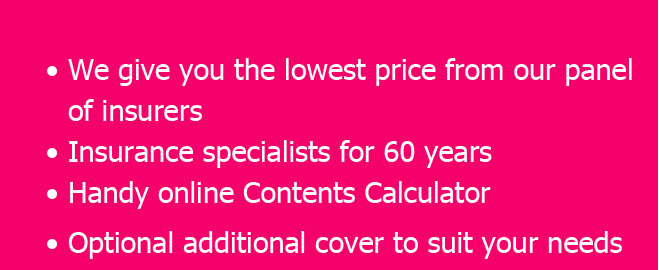 • We give you the lowest price from our panel
of insurers
• Insurance specialists for 60 years
• Handy online Contents Calculator
• Optional additional cover to suit your needs